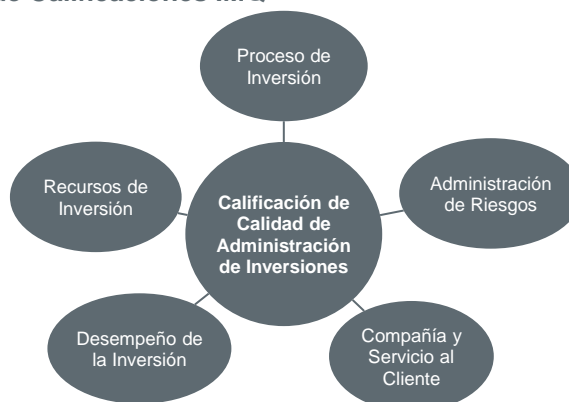 Proceso de
Inversión
Recursos de
Inversión
Calificación de
Calidad de
Administración
de Inversiones
Administración
de Riesgos
Desempeño de
la Inversión
Compañía y
Servicio al
Cliente